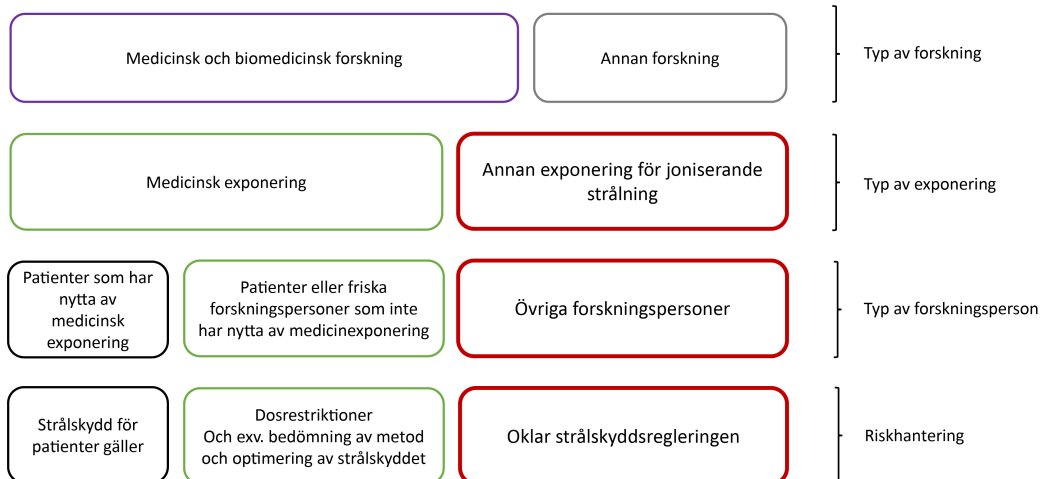 Medicinsk och biomedicinsk forskning
Annan forskning
Typ av forskning
Medicinsk exponering
Annan exponering för joniserande
strålning
Typ av exponering
Patienter som har
nytta av
medicinsk
exponering
Patienter eller friska
forskningspersoner som inte
har nytta av medicinexponering
Övriga forskningspersoner
Typ av forskningsperson
Strålskydd för
patienter gäller
Dosrestriktioner
Och exv. bedömning av metod
och optimering av strålskyddet
Oklar strålskyddsregleringen
Riskhantering